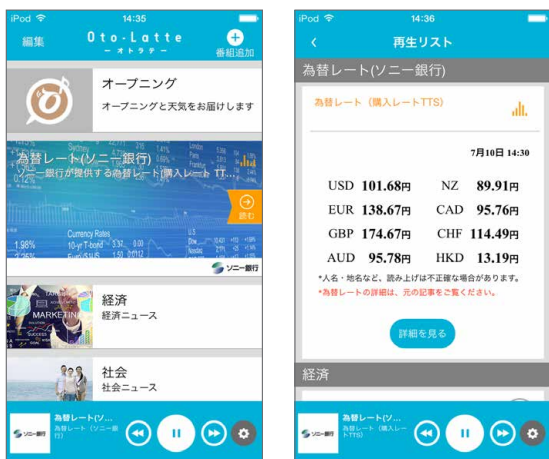 iPod
14:35
編集
Oto-Latte
－オトラテ－
番組追加
オープニング
オープニングと天気をお届けします
為替レート(ソニー銀行)
ソニー銀行が提供する為替レート(購入レート TT...
読む
Currency Rates
10-yr T-bond
ソニー銀行
MARKETIN
経済
経済ニュース
社会
社会ニュース
ソニー銀行
為替レート(ソ...
為替レート（ソニー銀
行）
iPod
14:36
再生リスト
為替レート(ソニー銀行)
為替レート（購入レートTTS）
7月10日 14:30
USD 101.68円 NZ 89.91円
EUR 138.67円 CAD 95.76円
GBP 174.67円 CHF 114.49円
AUD 95.78円 HKD 13.19円
*人名・地名など、読み上げは不正確な場合があります。
*為替レートの詳細は、元の記事をご覧ください。
詳細を見る
経済
ソニー銀行
為替レート(ソ...
為替レート（購入レー
トTTS）